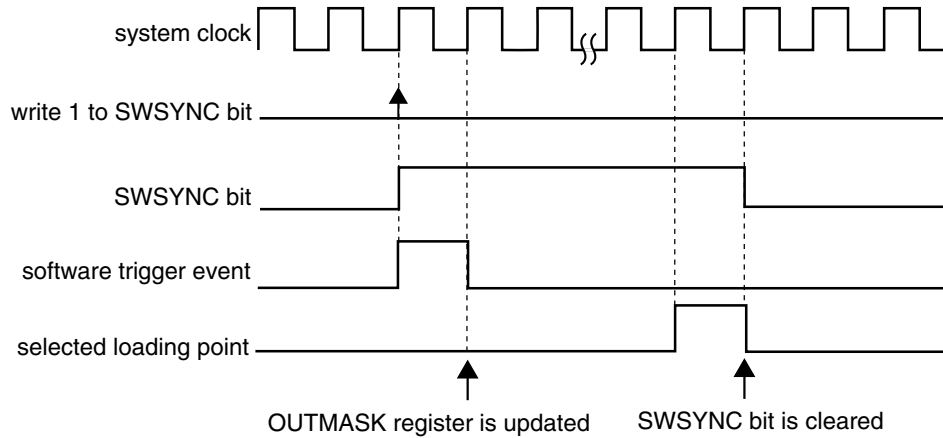 system clock
write 1 to SWSYNC bit
SWSYNC bit
software trigger event
selected loading point
OUTMASK register is updated
SWSYNC bit is cleared